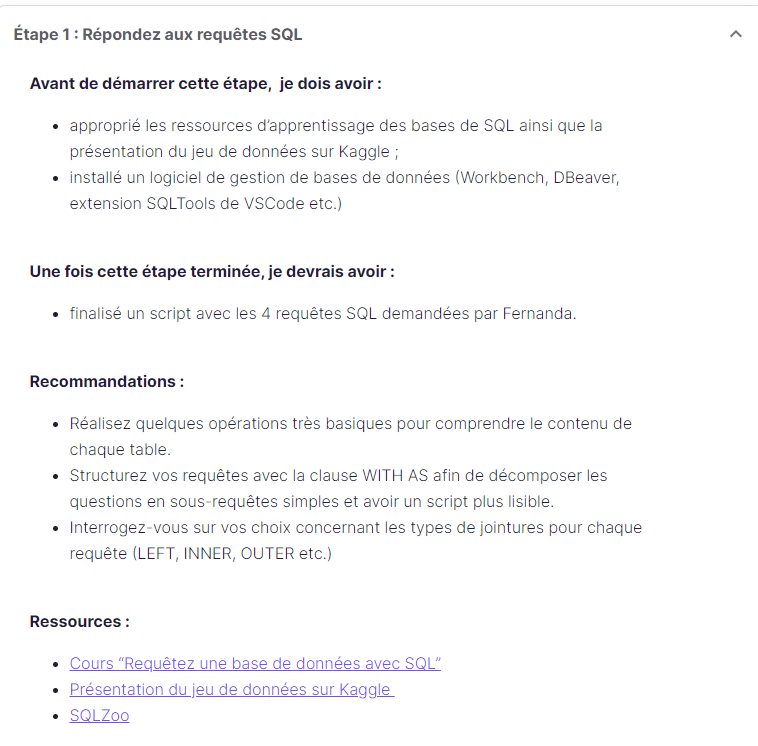 Étape 1 : Répondez aux requêtes SQL
Avant de démarrer cette étape, je dois avoir :
approprié les ressources d’apprentissage des bases de SQL ainsi que la
présentation du jeu de données sur Kaggle ;
installé un logiciel de gestion de bases de données (Workbench, DBeaver,
extension SQLTools de VSCode etc.)
Une fois cette étape terminée, je devrais avoir :
finalisé un script avec les 4 requêtes SQL demandées par Fernanda.
Recommandations :
Réalisez quelques opérations très basiques pour comprendre le contenu de
chaque table.
Structurez vos requêtes avec la clause WITH AS afin de décomposer les
questions en sous-requêtes simples et avoir un script plus lisible.
Interrogez-vous sur vos choix concernant les types de jointures pour chaque
requête (LEFT, INNER, OUTER etc.)
Ressources :
Cours “Requêtez une base de données avec SQL”
Présentation du jeu de données sur Kaggle
SQLZoo